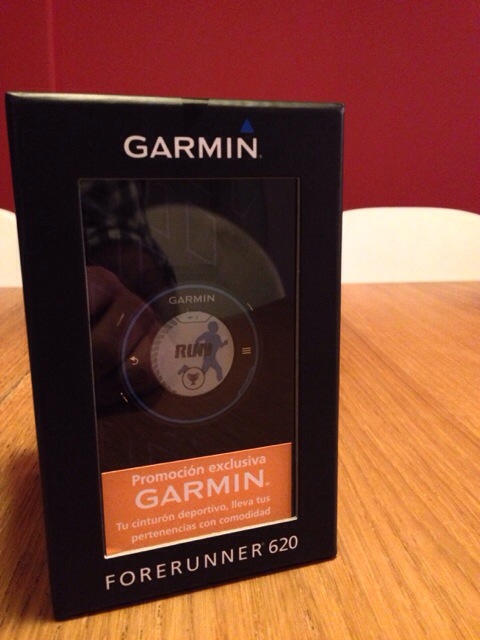 GARMIN
GARMIN
RUN
Promoción exclusiva
GARMIN
Tu cinturón deportivo, lleva tus
pertenencias con comodidad
FORERUNNER 620